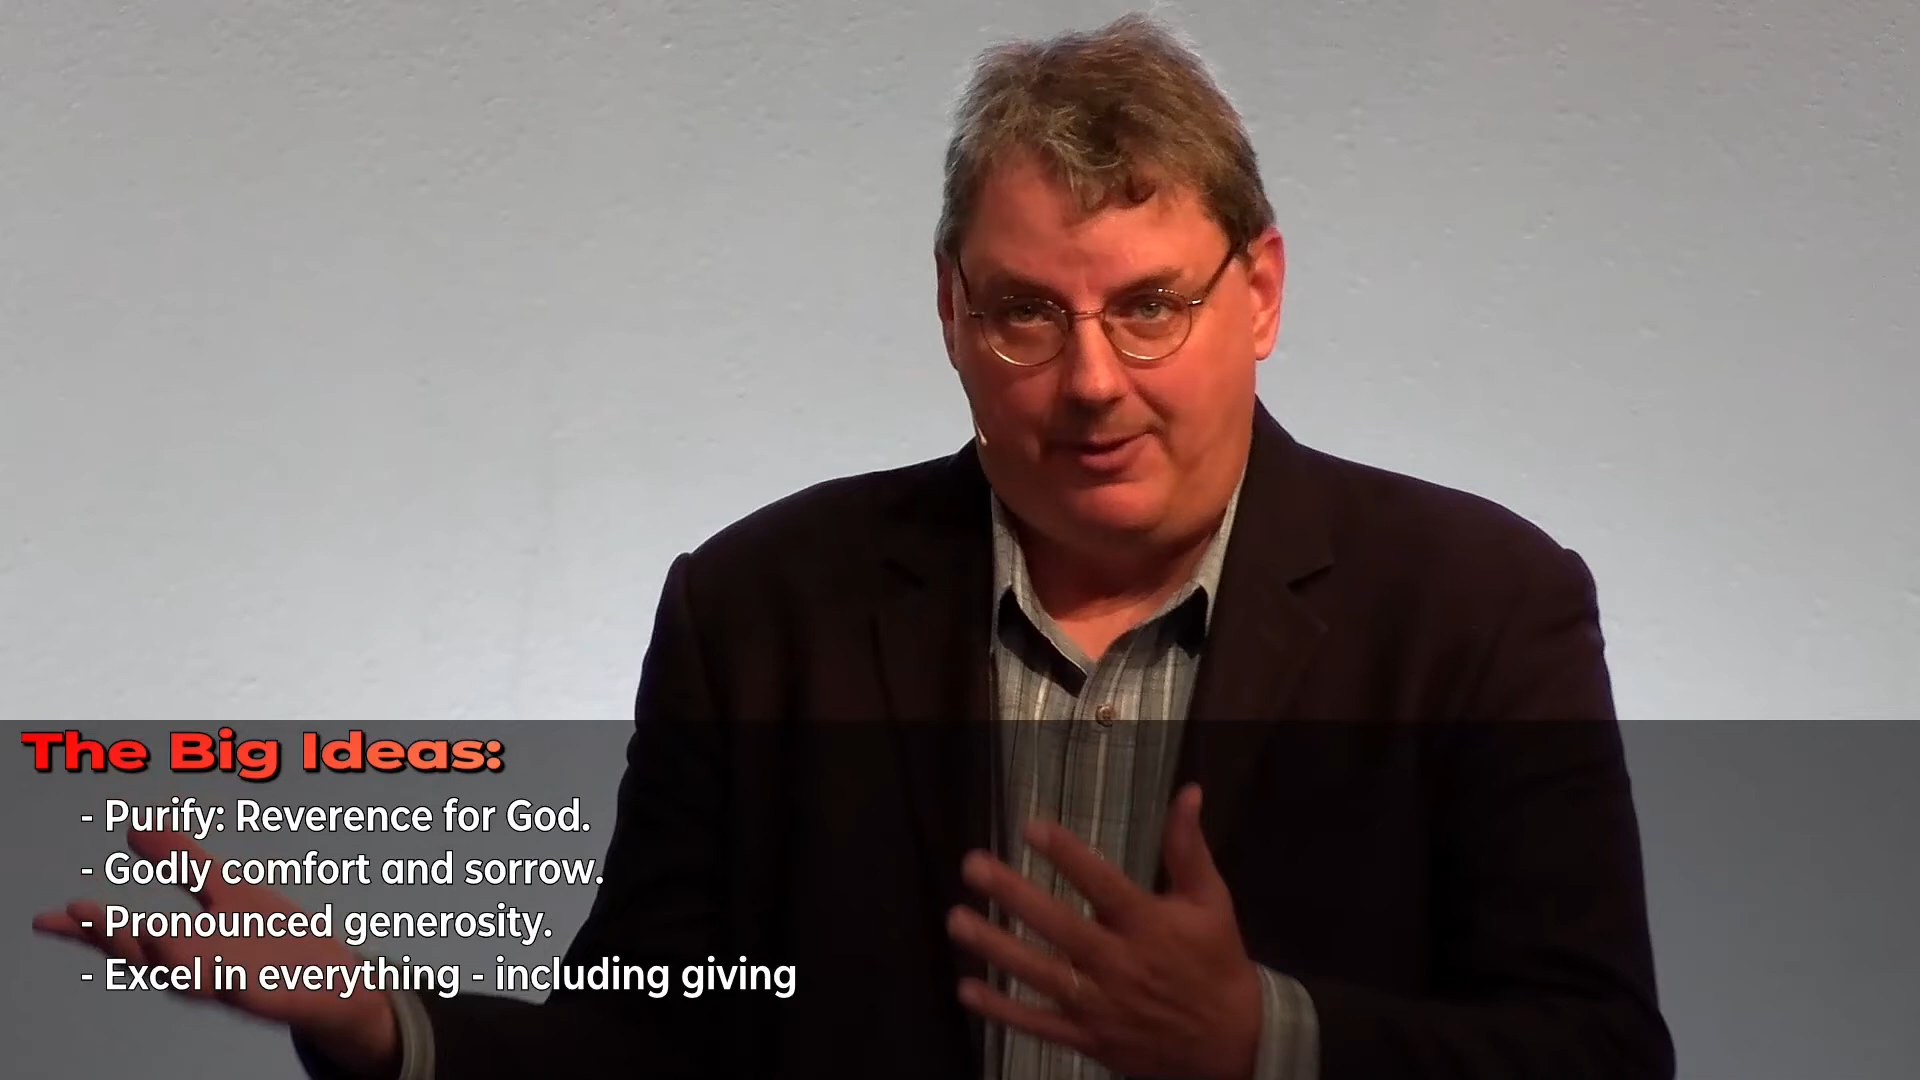 The Big Ideas:
- Purify: Reverence for God.
- Godly comfort and sorrow.
- Pronounced generosity.
- Excel in everything - including giving